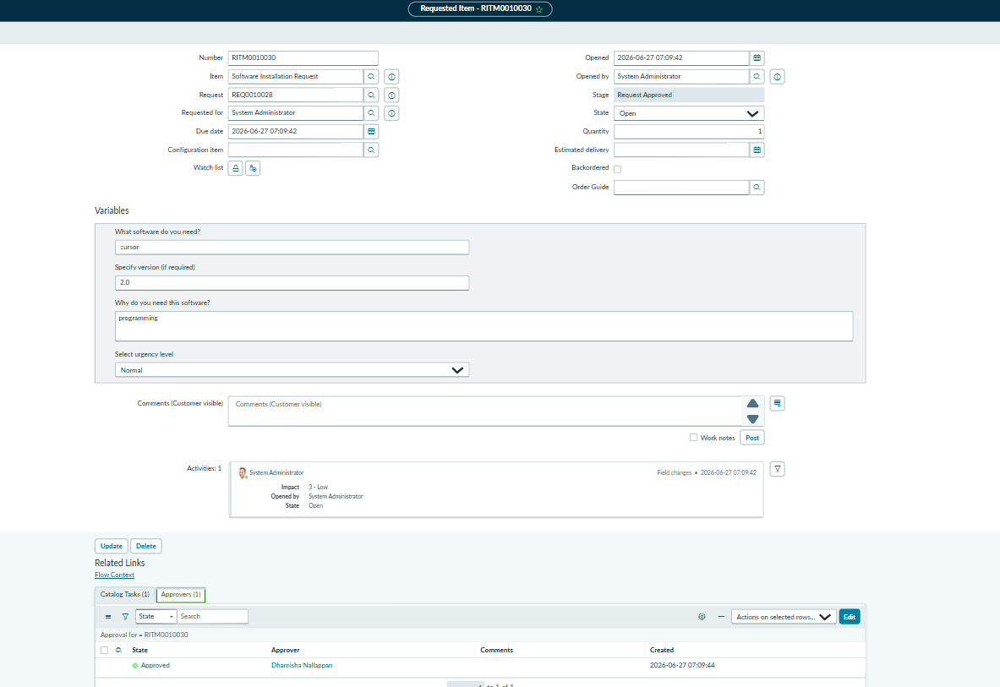 Requested Item - RITM0010030
Number RITM0010030
Item Software Installation Request
Request REQ0010028
Requested for System Administrator
Due date 2026-06-27 07:09:42
Configuration item
Watch list
Opened 2026-06-27 07:09:42
Opened by System Administrator
Stage Request Approved
State Open
Quantity 1
Estimated delivery
Backordered
Order Guide
Variables
What software do you need?
cursor
Specify version (if required)
2.0
Why do you need this software?
programming
Select urgency level
Normal
Comments (Customer visible) Comments (Customer visible)
Work notes Post
Activities: 1
System Administrator Field changes • 2026-06-27 07:09:42
Impact 3 - Low
Opened by System Administrator
State Open
Update Delete
Related Links
Flow Context
Catalog Tasks (1) Approvers (1)
State Search Actions on selected rows... Edit
Approval for = RITM0010030
State Approver Comments Created
Approved Dharnisha Nallappan 2026-06-27 07:09:44
to 1 of 1